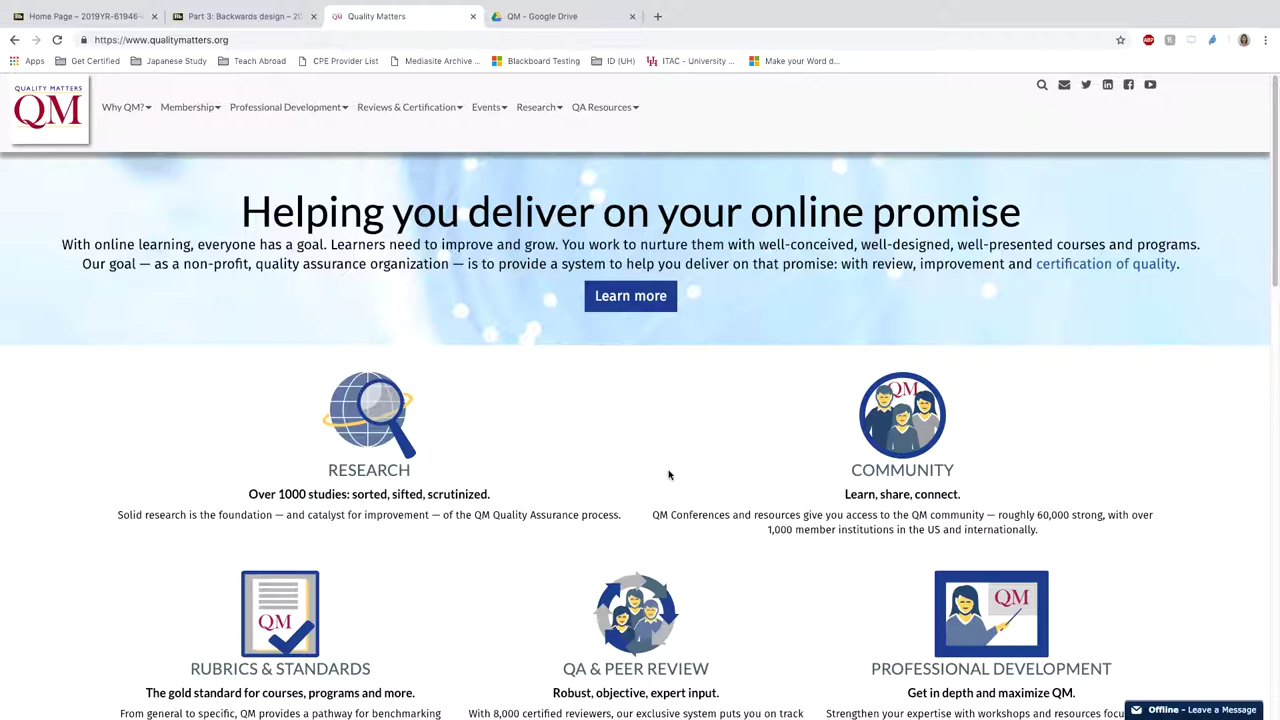 Home Page – 2019YR-61946-
Part 3: Backwards design – 20
Quality Matters
QM - Google Drive
https://www.qualitymatters.org
Apps
Get Certified
Japanese Study
Teach Abroad
CPE Provider List
Mediasite Archive ...
Blackboard Testing
ID (UH)
ITAC - University ...
Make your Word d...
QUALITY MATTERS
QM
Why QM?
Membership
Professional Development
Reviews & Certification
Events
Research
QA Resources
Helping you deliver on your online promise
With online learning, everyone has a goal. Learners need to improve and grow. You work to nurture them with well-conceived, well-designed, well-presented courses and programs.
Our goal — as a non-profit, quality assurance organization — is to provide a system to help you deliver on that promise: with review, improvement and certification of quality.
Learn more
RESEARCH
Over 1000 studies: sorted, sifted, scrutinized.
Solid research is the foundation — and catalyst for improvement — of the QM Quality Assurance process.
QM
COMMUNITY
Learn, share, connect.
QM Conferences and resources give you access to the QM community — roughly 60,000 strong, with over
1,000 member institutions in the US and internationally.
QM
RUBRICS & STANDARDS
The gold standard for courses, programs and more.
From general to specific, QM provides a pathway for benchmarking
QA & PEER REVIEW
Robust, objective, expert input.
With 8,000 certified reviewers, our exclusive system puts you on track
QM
PROFESSIONAL DEVELOPMENT
Get in depth and maximize QM.
Strengthen your expertise with workshops and resources
Offline - Leave a Message